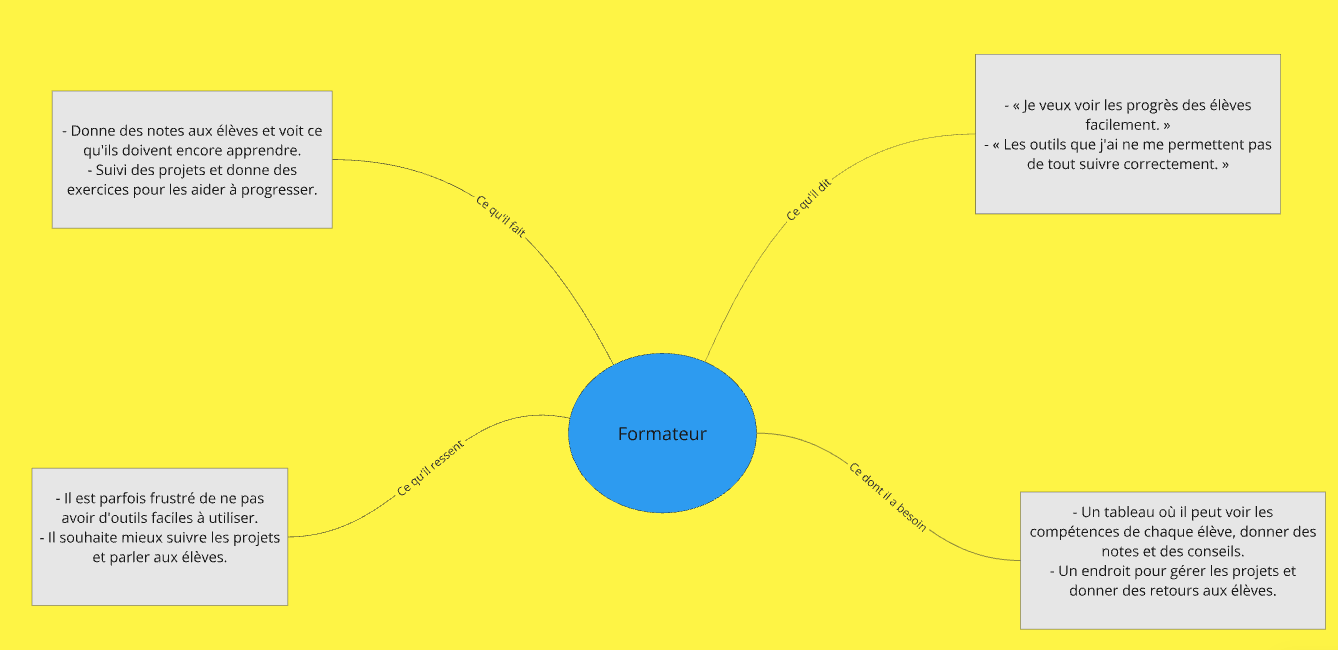 - Donne des notes aux élèves et voit ce
qu'ils doivent encore apprendre.
- Suivi des projets et donne des
exercices pour les aider à progresser.
Ce qu'il fait
- « Je veux voir les progrès des élèves
facilement. »
- « Les outils que j'ai ne me permettent pas
de tout suivre correctement. »
Ce qu'il dit
Formateur
Ce qu'il ressent
- Il est parfois frustré de ne pas
avoir d'outils faciles à utiliser.
- Il souhaite mieux suivre les projets
et parler aux élèves.
Ce dont il a besoin
- Un tableau où il peut voir les
compétences de chaque élève, donner des
notes et des conseils.
- Un endroit pour gérer les projets et
donner des retours aux élèves.